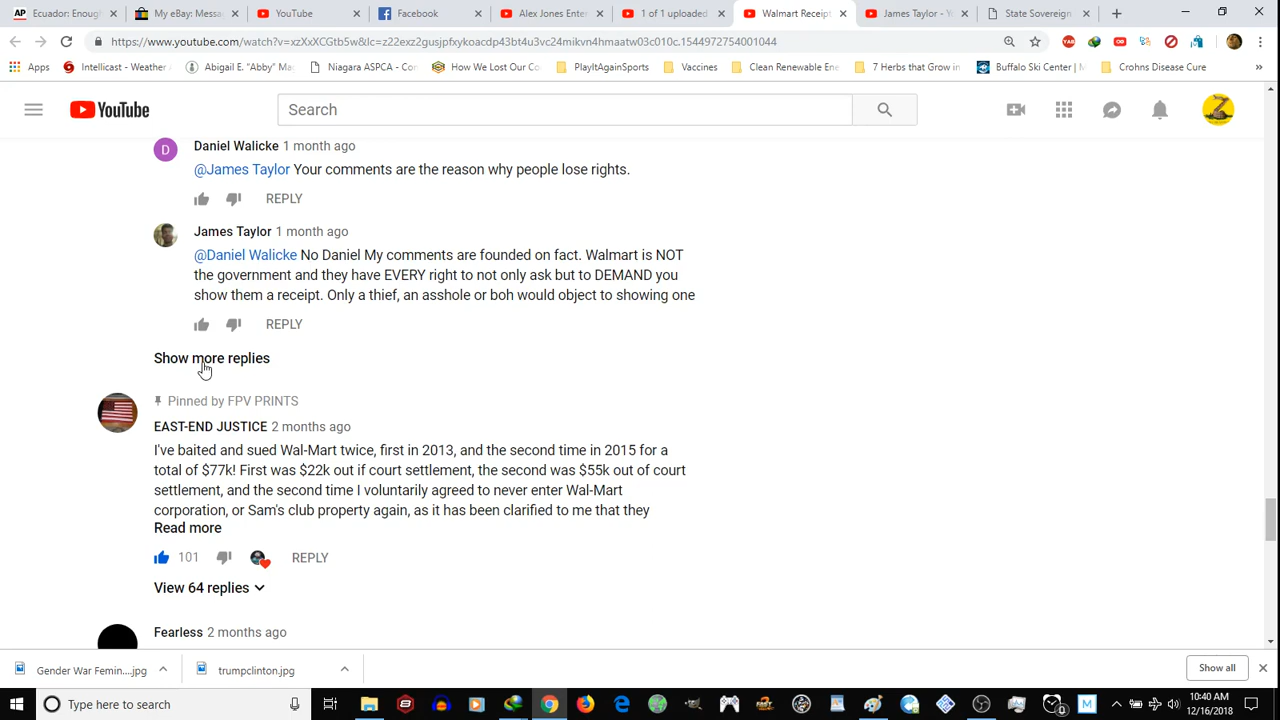 Ecuador: Enoug
My eBay: Messa
YouTube
Facebook
Alex Jones Ente
1 of 1 uploaded
Walmart Receip
James Taylor - Y
State Sovereign
https://www.youtube.com/watch?v=xzXxXCGtb5w&lc=z22exz2gusjpfxykoacdp43bt4u3vc24mikvn4hmaatw03c010c.1544972754001044
Apps
Intellicast - Weather
Abigail E. "Abby" Ma
Niagara ASPCA - Co
How We Lost Our Co
PlayItAgainSports
Vaccines
Clean Renewable Ene
7 Herbs that Grow in
Buffalo Ski Center |
Crohns Disease Cure
YouTube
Search
D
Daniel Walicke 1 month ago
@James Taylor Your comments are the reason why people lose rights.
REPLY
James Taylor 1 month ago
@Daniel Walicke No Daniel My comments are founded on fact. Walmart is NOT
the government and they have EVERY right to not only ask but to DEMAND you
show them a receipt. Only a thief, an asshole or boh would object to showing one
REPLY
Show more replies
Pinned by FPV PRINTS
EAST-END JUSTICE 2 months ago
I've baited and sued Wal-Mart twice, first in 2013, and the second time in 2015 for a
total of $77k! First was $22k out if court settlement, the second was $55k out of court
settlement, and the second time I voluntarily agreed to never enter Wal-Mart
corporation, or Sam's club property again, as it has been clarified to me that they
Read more
101 REPLY
View 64 replies
Fearless 2 months ago
Gender War Femin....jpg
trumpclinton.jpg
Show all
Type here to search
10:40 AM
12/16/2018